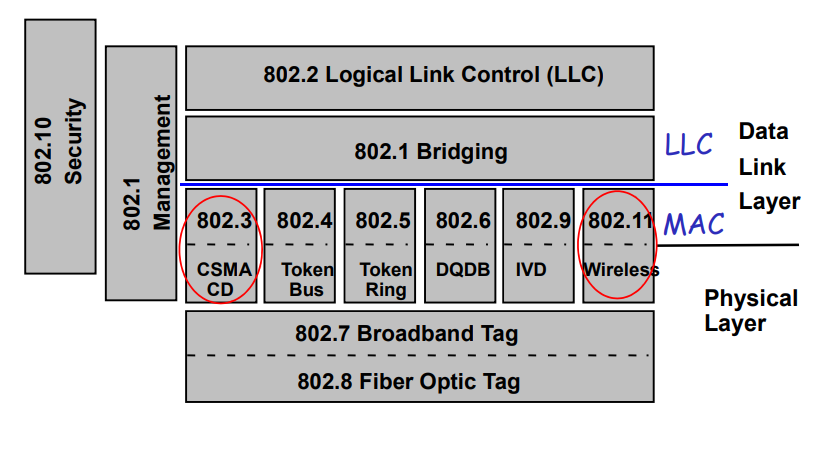 802.10
Security
802.1
Management
802.2 Logical Link Control (LLC)
802.1 Bridging
LLC
Data
Link
Layer
802.3
802.4
802.5
802.6
802.9
802.11
MAC
CSMA
CD
Token
Bus
Token
Ring
DQDB
IVD
Wireless
Physical
Layer
802.7 Broadband Tag
802.8 Fiber Optic Tag